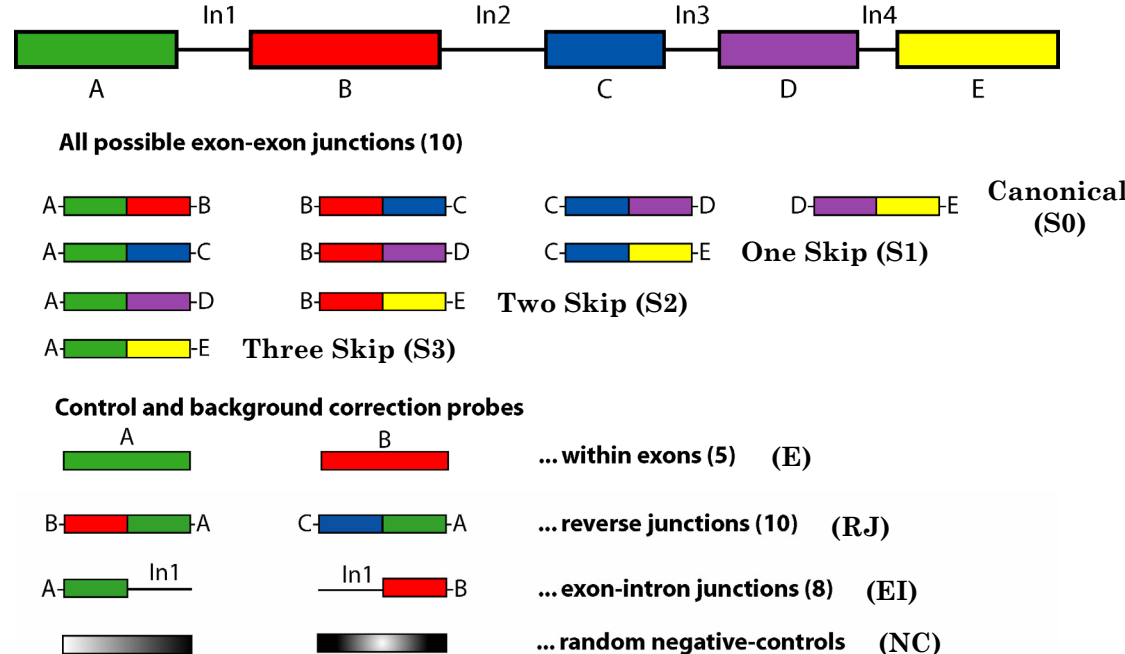 In1 In2 In3 In4
A B C D E
All possible exon-exon junctions (10)
A B B C C D D E Canonical
(S0)
A C B D C E One Skip (S1)
A D B E Two Skip (S2)
A E Three Skip (S3)
Control and background correction probes
A B ... within exons (5) (E)
B A C A ... reverse junctions (10) (RJ)
A In1 In1 B ... exon-intron junctions (8) (EI)
... random negative-controls (NC)